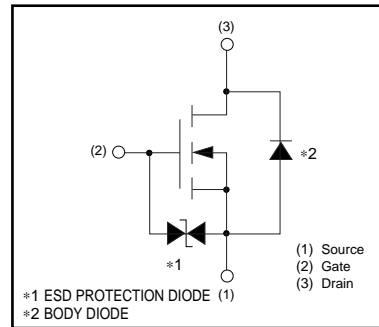 (3)
(2)
∗2
∗1
(1) Source
(2) Gate
(3) Drain
∗1 ESD PROTECTION DIODE
(1)
∗2 BODY DIODE